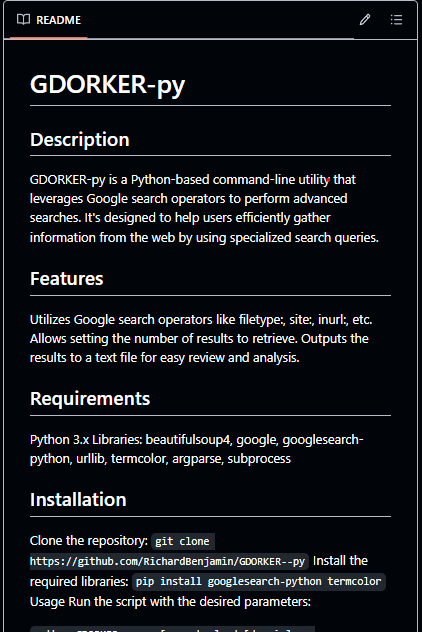 README
GDORKER-py
Description
GDORKER-py is a Python-based command-line utility that
leverages Google search operators to perform advanced
searches. It's designed to help users efficiently gather
information from the web by using specialized search queries.
Features
Utilizes Google search operators like filetype:, site:, inurl:, etc.
Allows setting the number of results to retrieve. Outputs the
results to a text file for easy review and analysis.
Requirements
Python 3.x Libraries: beautifulsoup4, google, googlesearch-
python, urllib, termcolor, argparse, subprocess
Installation
Clone the repository: git clone
https://github.com/RichardBenjamin/GDORKER--py Install the
required libraries: pip install googlesearch-python termcolor
Usage Run the script with the desired parameters: